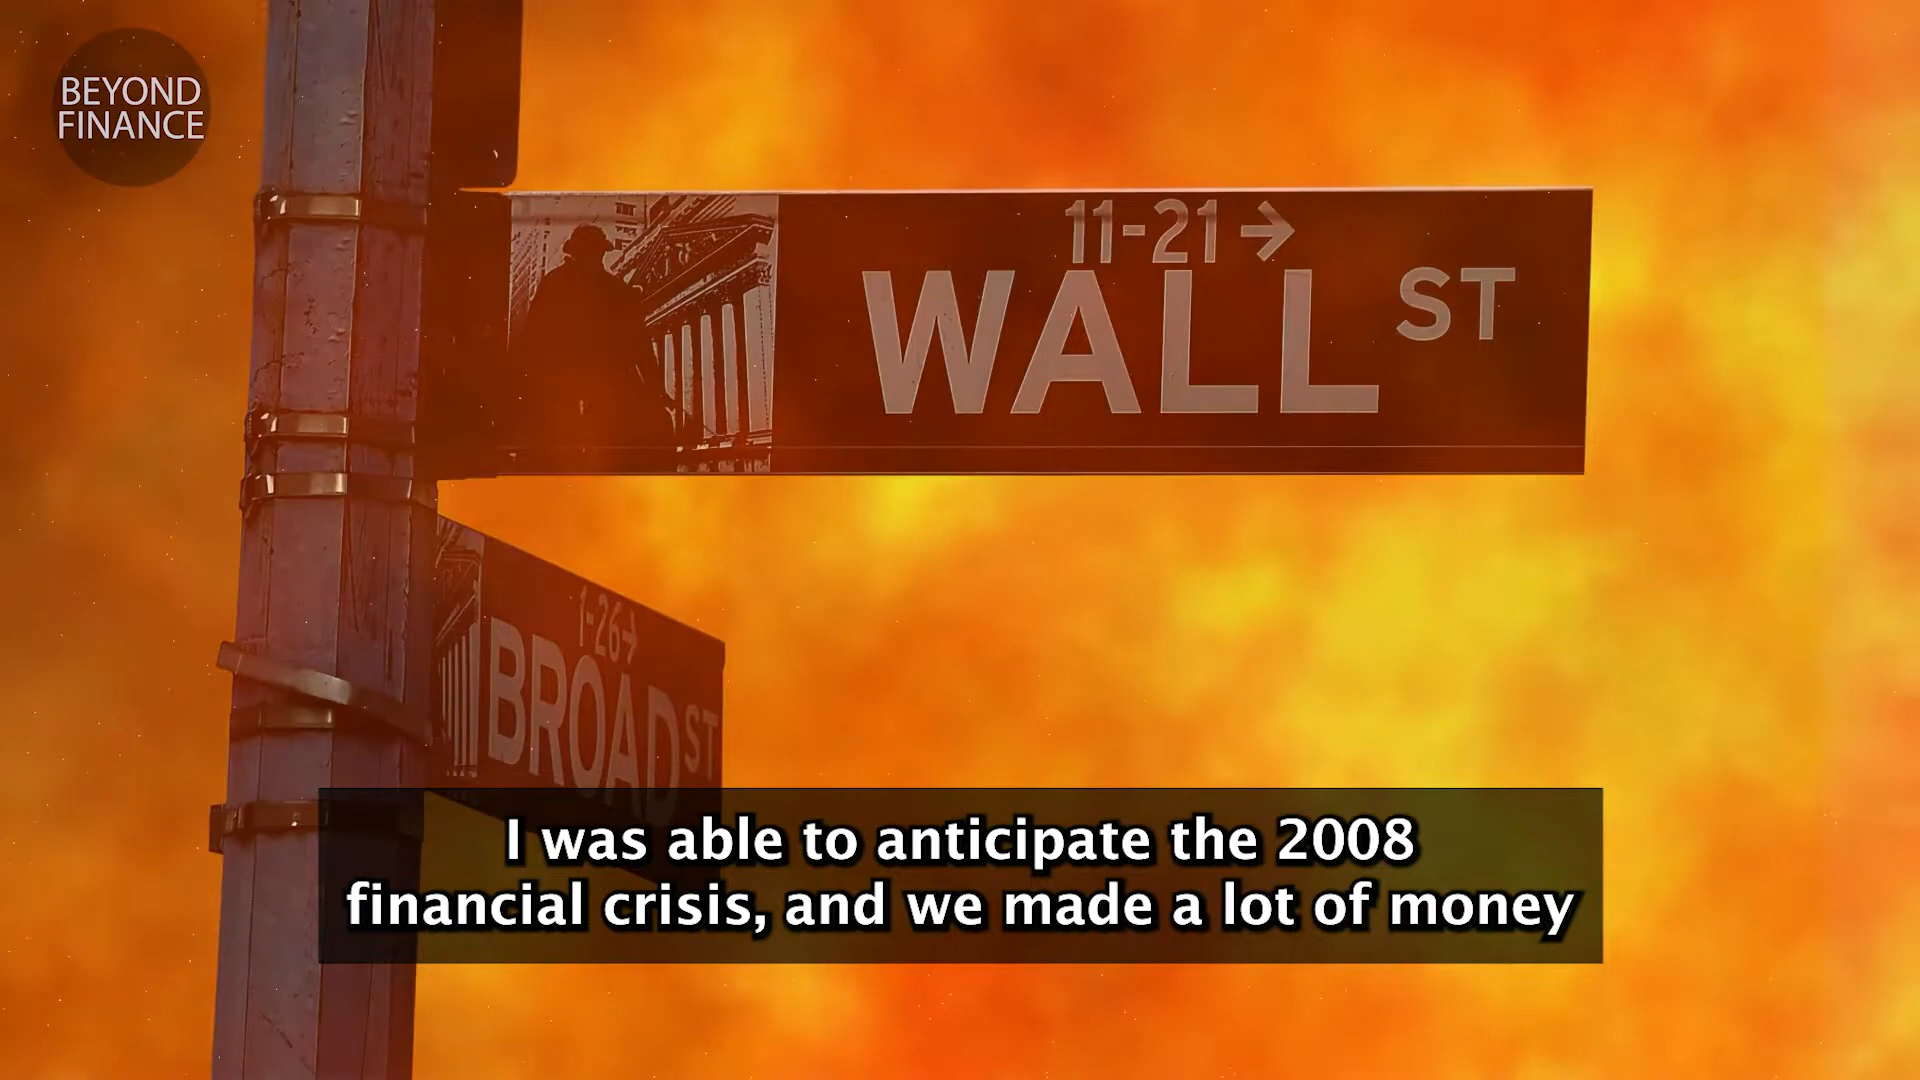 BEYOND
FINANCE
11-21→
WALL ST
1-26→
BROAD ST
I was able to anticipate the 2008
financial crisis, and we made a lot of money